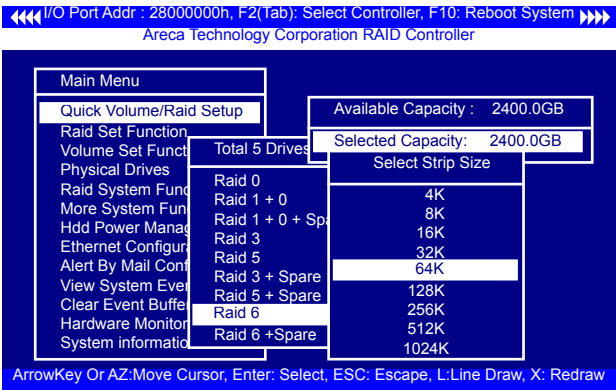 I/O Port Addr : 28000000h, F2(Tab): Select Controller, F10: Reboot System
Areca Technology Corporation RAID Controller
Main Menu
Quick Volume/Raid Setup
Raid Set Function
Volume Set Funct
Physical Drives
Raid System Func
More System Fun
Hdd Power Manag
Ethernet Configura
Alert By Mail Conf
View System Even
Clear Event Buffer
Hardware Monitor
System informatio
Total 5 Drives
Raid 0
Raid 1 + 0
Raid 1 + 0 + Spa
Raid 3
Raid 5
Raid 3 + Spare
Raid 5 + Spare
Raid 6
Raid 6 +Spare
Available Capacity : 2400.0GB
Selected Capacity: 2400.0GB
Select Strip Size
4K
8K
16K
32K
64K
128K
256K
512K
1024K
ArrowKey Or AZ:Move Cursor, Enter: Select, ESC: Escape, L:Line Draw, X: Redraw